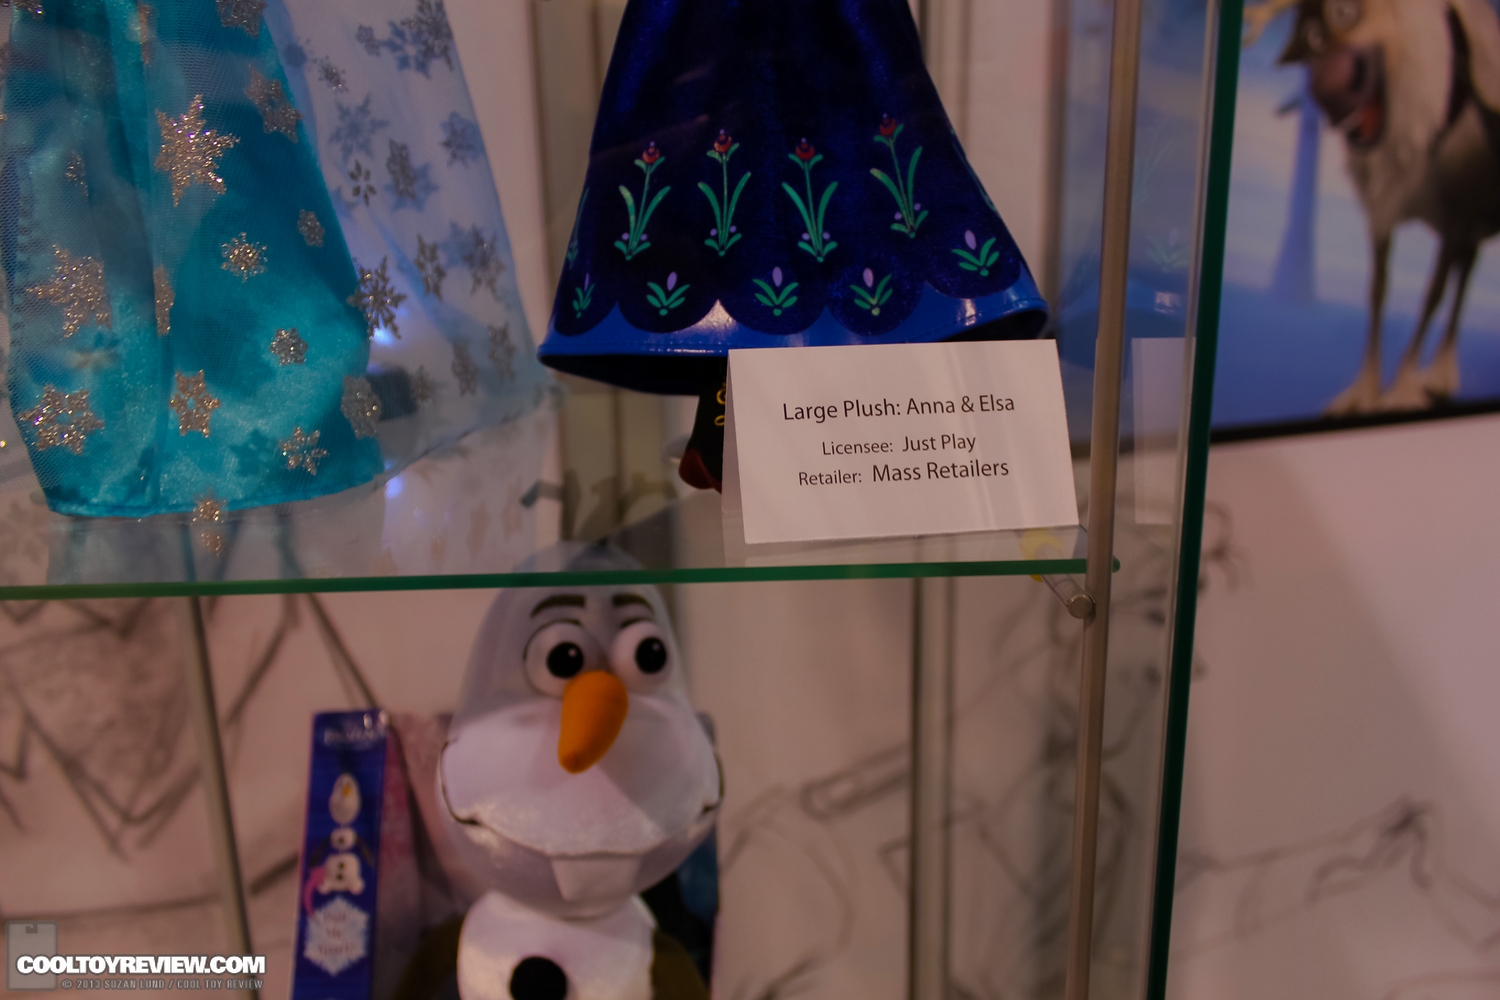 Large Plush: Anna & Elsa
Licensee: Just Play
Retailer: Mass Retailers
COOLTOYREVIEW.COM
© 2013 SUZAN LUND / COOL TOY REVIEW